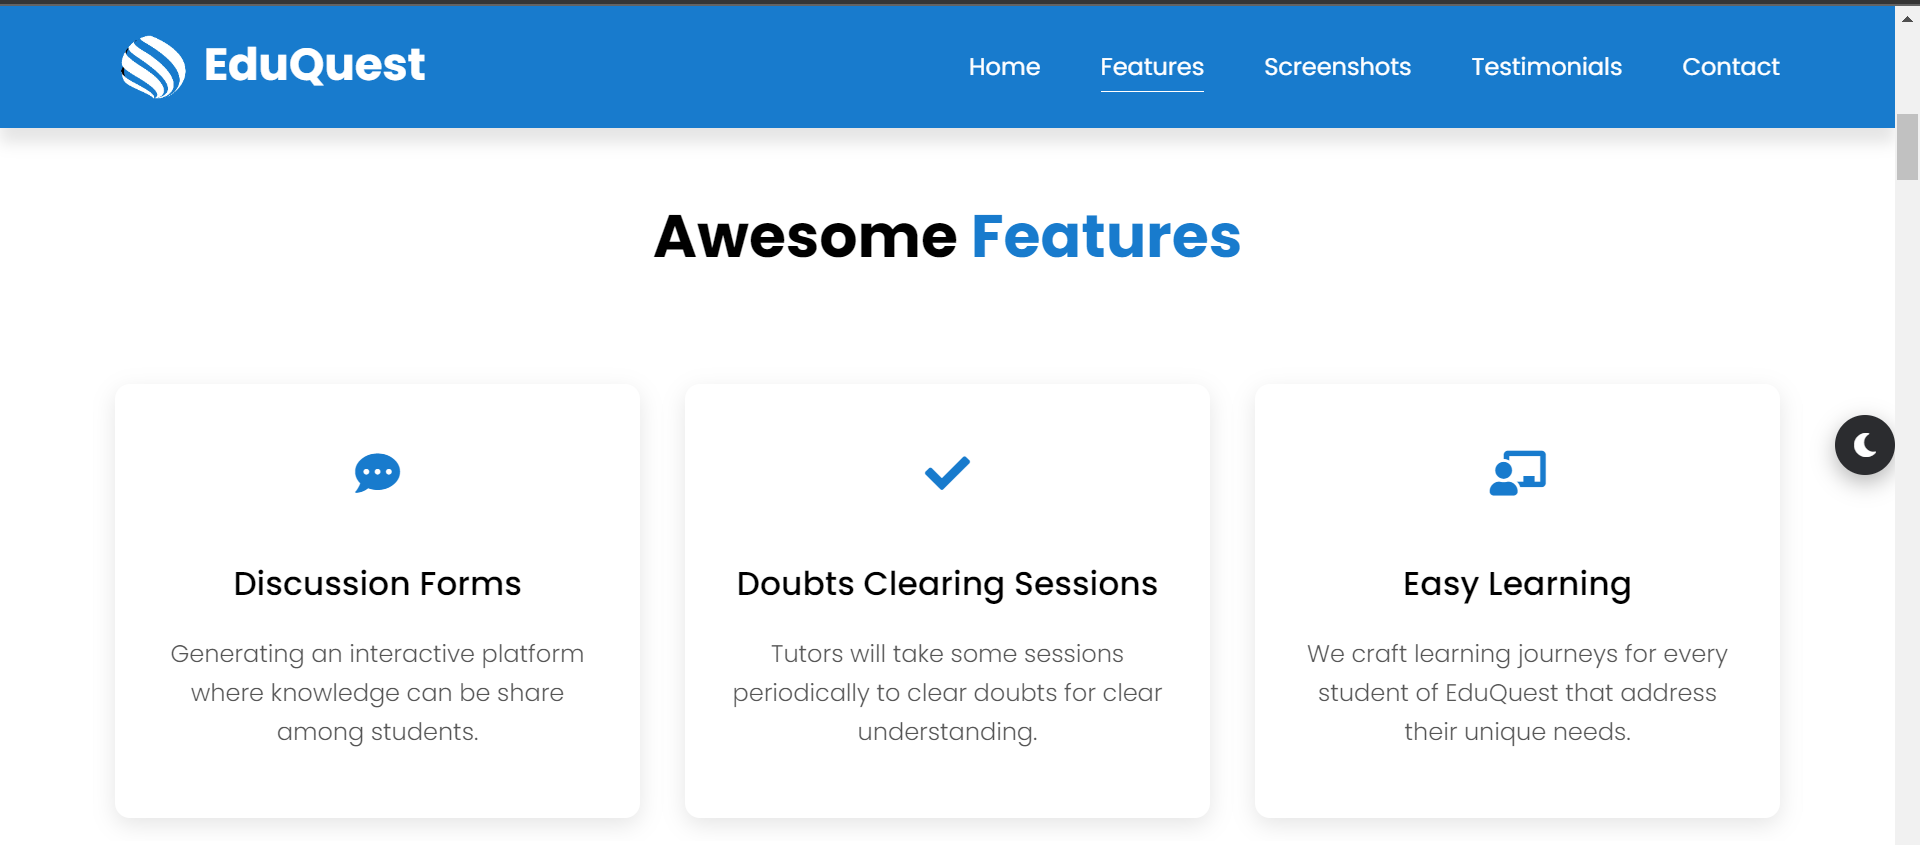 EduQuest
Home Features Screenshots Testimonials Contact
Awesome Features
Discussion Forms
Generating an interactive platform
where knowledge can be share
among students.
Doubts Clearing Sessions
Tutors will take some sessions
periodically to clear doubts for clear
understanding.
Easy Learning
We craft learning journeys for every
student of EduQuest that address
their unique needs.